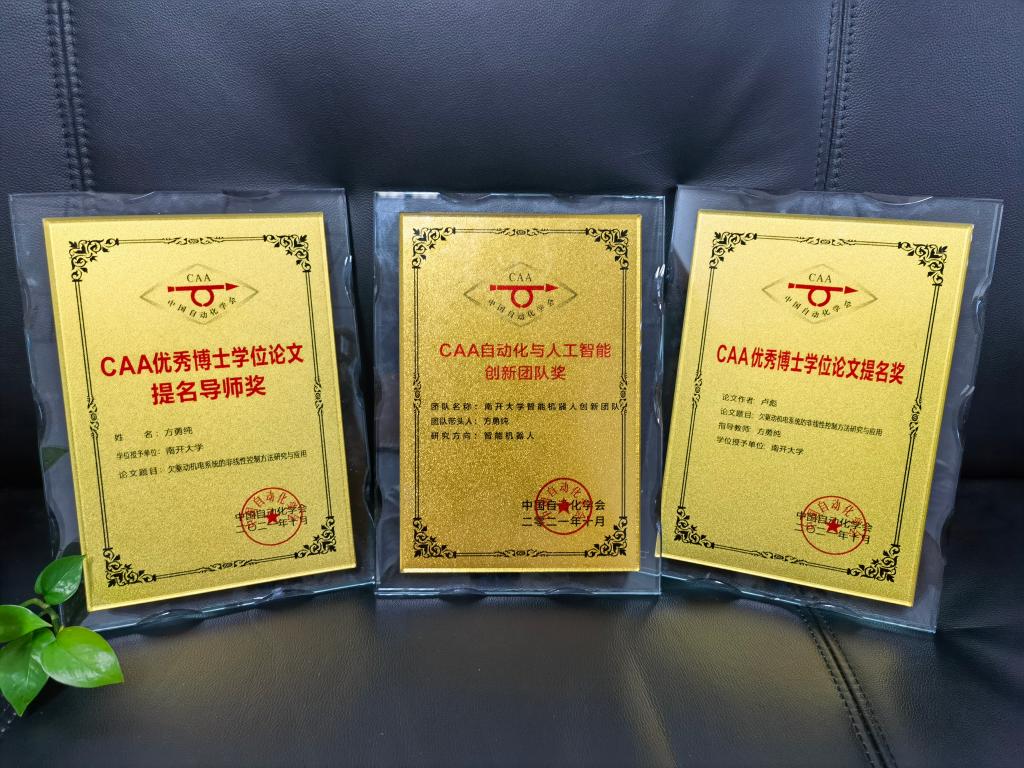 CAA
中国自动化学会
CAA优秀博士学位论文
提名导师奖
姓 名：方勇纯
学位授予单位：南开大学
论文题目：欠驱动机电系统的非线性控制方法研究与应用
中国自动化学会
二零二一年十月
CAA
中国自动化学会
CAA自动化与人工智能
创新团队奖
团队名称：南开大学智能机器人创新团队
团队带头人：方勇纯
研究方向：智能机器人
中国自动化学会
二零二一年十月
CAA
中国自动化学会
CAA优秀博士学位论文提名奖
论文作者：卢彪
论文题目：欠驱动机电系统的非线性控制方法研究与应用
指导教师：方勇纯
学位授予单位：南开大学
中国自动化学会
二零二一年十月